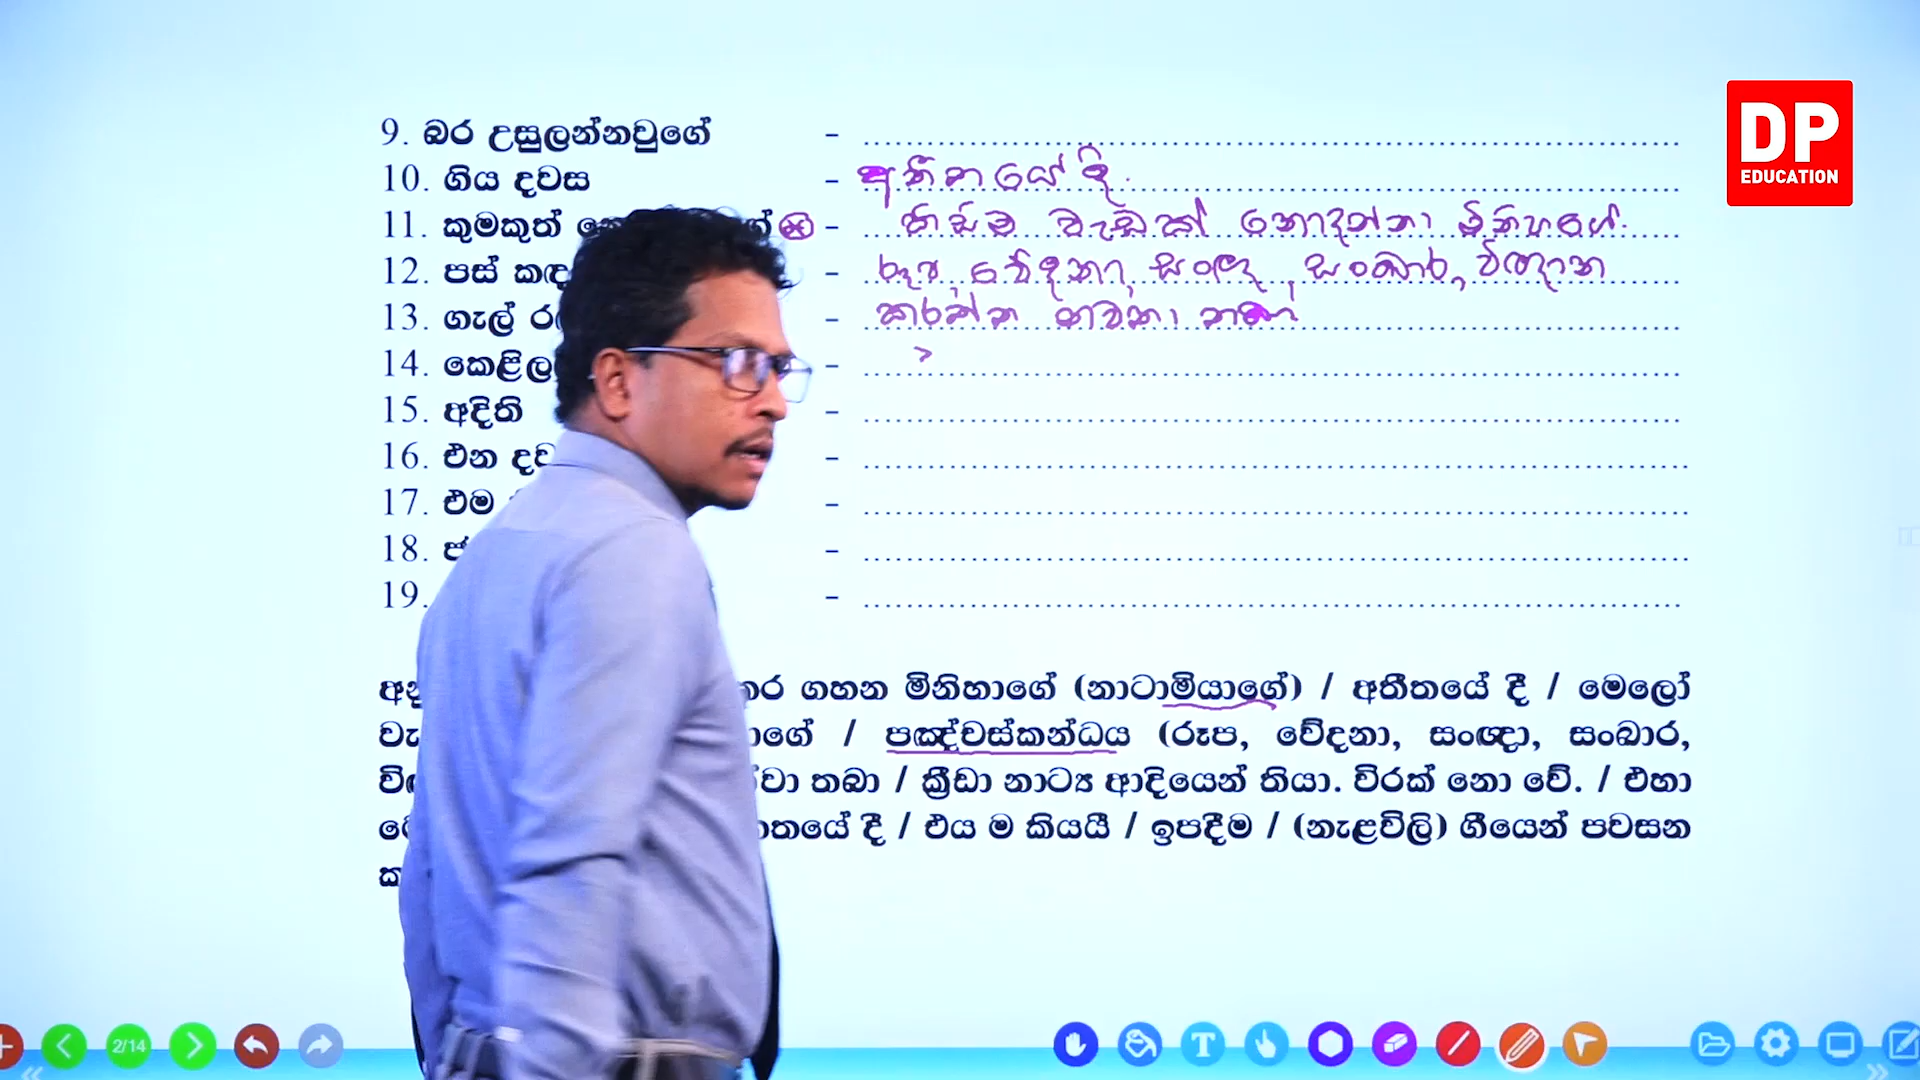 DP
EDUCATION
9. බර උසුලන්නවුගේ - ........
10. ගිය දවස - අතීතයේ දී.
11. කුමකුත් - කිසිම වැඩක් නොදන්නා මිනිහගේ.
12. පස් - රූප, වේදනා, සංඥා, සංඛාර, විඥාන
13. ගැල් - කරත්ත නවතා තබා
14. -
15. අදිති -
16. එන -
17. එම -
18. -
19. -
ගහන මිනිහාගේ (නාටාමියාගේ) / අතීතයේ දී / මෙලෝ
/ පඤ්චස්කන්ධය (රූප, වේදනා, සංඥා, සංඛාර,
තබා / ක්‍රීඩා නාට්‍ය ආදියෙන් තියා. විරක් නො වේ. / එහා
දී / එය ම කියයි / ඉපදීම / (නැළවිලි) ගීයෙන් පවසන
2/14
T